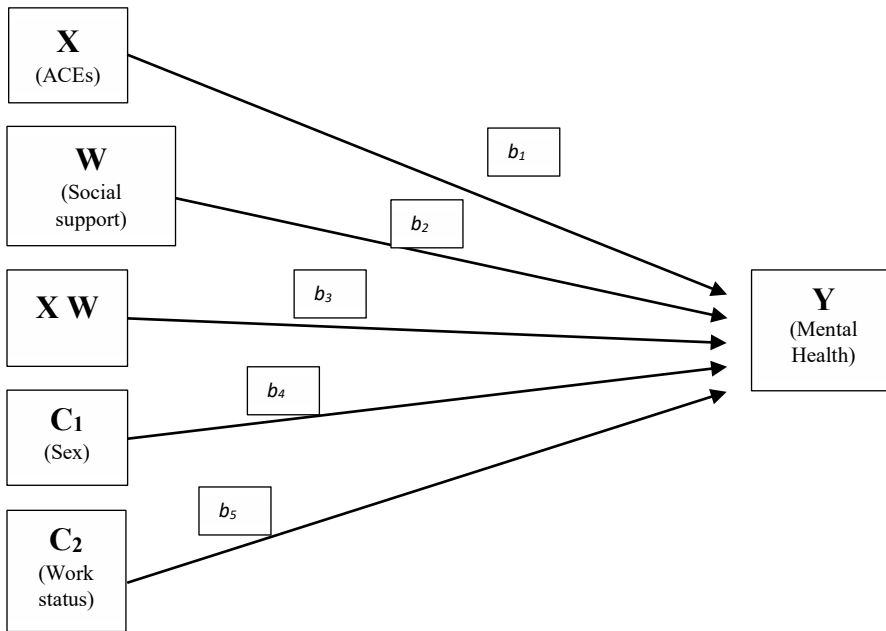 X
(ACEs)
b₁
W
(Social
support)
b₂
X W
b₃
Y
(Mental
Health)
C₁
(Sex)
b₄
C₂
(Work
status)
b₅